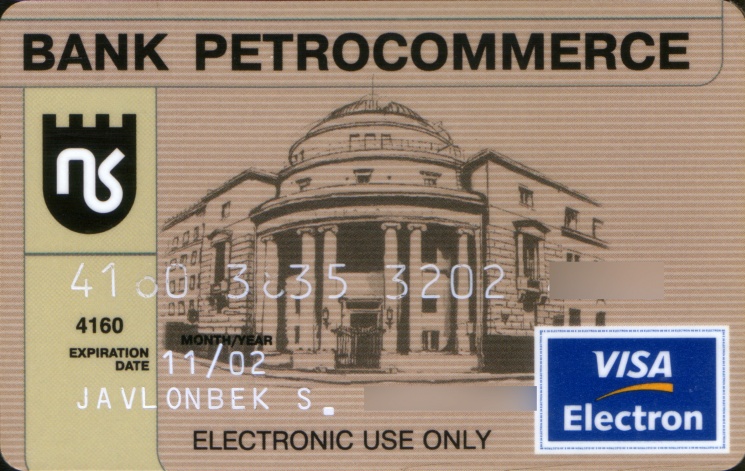 BANK PETROCOMMERCE
3202
4160
MONTH/YEAR
EXPIRATION DATE 11/02
JAVLONBEK S.
VISA
Electron
ELECTRONIC USE ONLY